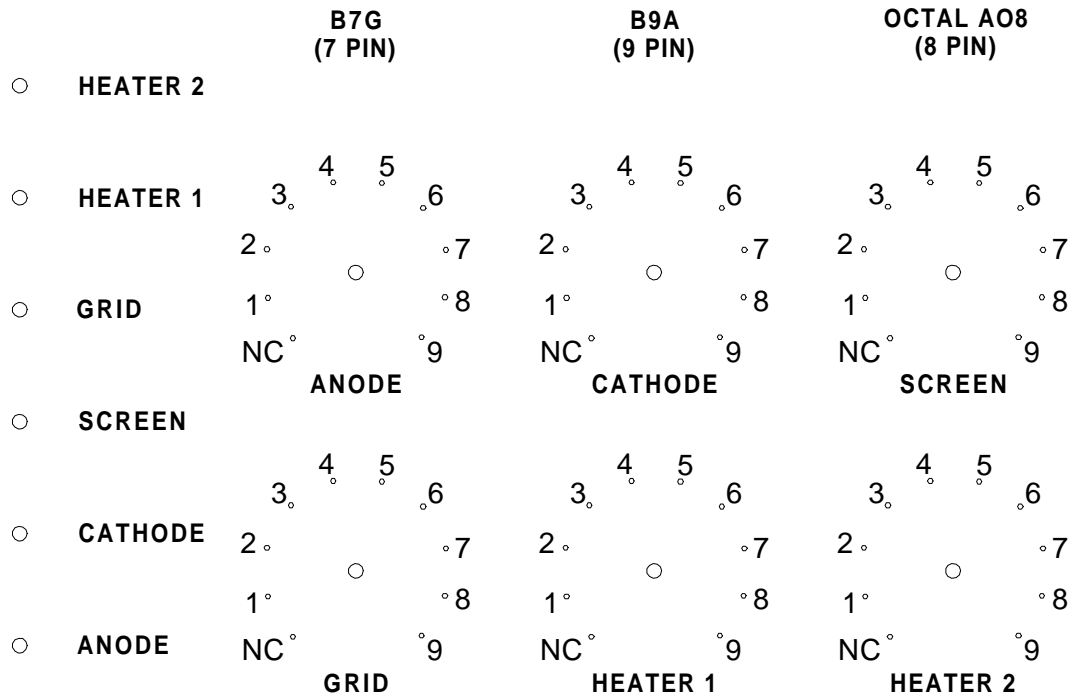 B7G
(7 PIN)
B9A
(9 PIN)
OCTAL AO8
(8 PIN)
HEATER 2
HEATER 1
GRID
SCREEN
CATHODE
ANODE
4 5
3 6
2 7
1 8
NC 9
ANODE
4 5
3 6
2 7
1 8
NC 9
CATHODE
4 5
3 6
2 7
1 8
NC 9
SCREEN
4 5
3 6
2 7
1 8
NC 9
GRID
4 5
3 6
2 7
1 8
NC 9
HEATER 1
4 5
3 6
2 7
1 8
NC 9
HEATER 2